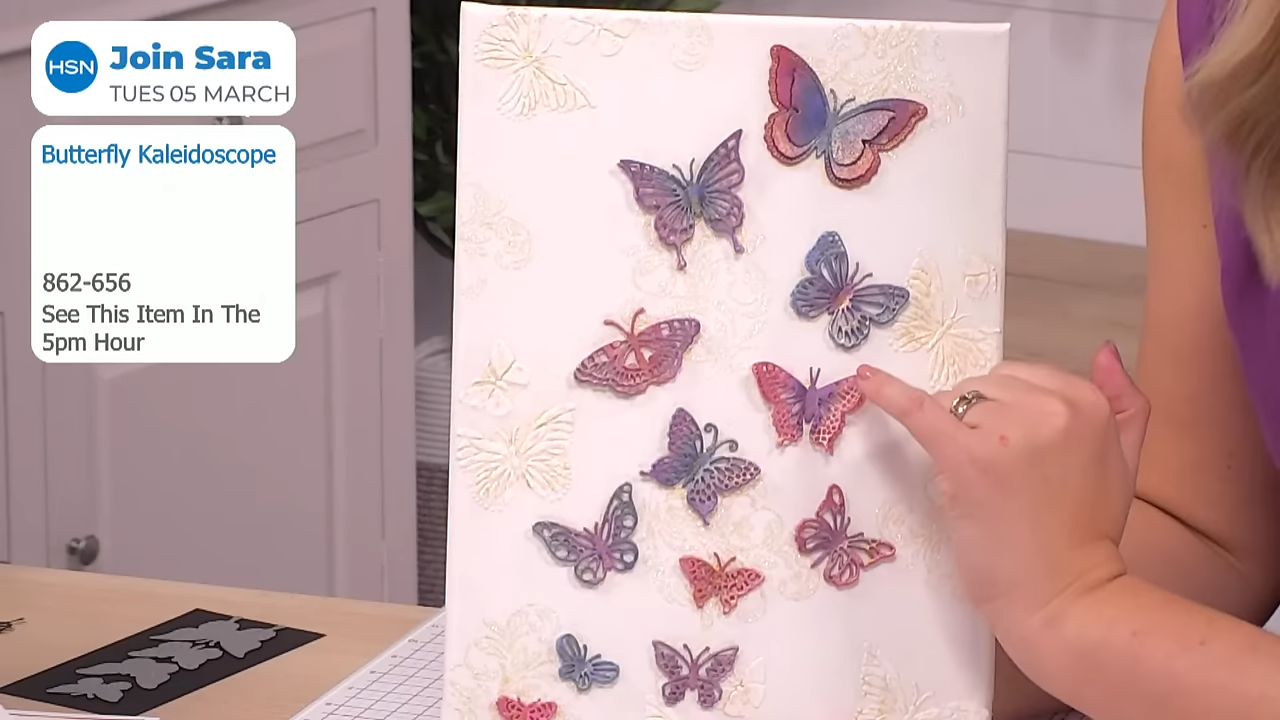 HSN
Join Sara
TUES 05 MARCH
Butterfly Kaleidoscope
862-656
See This Item In The
5pm Hour